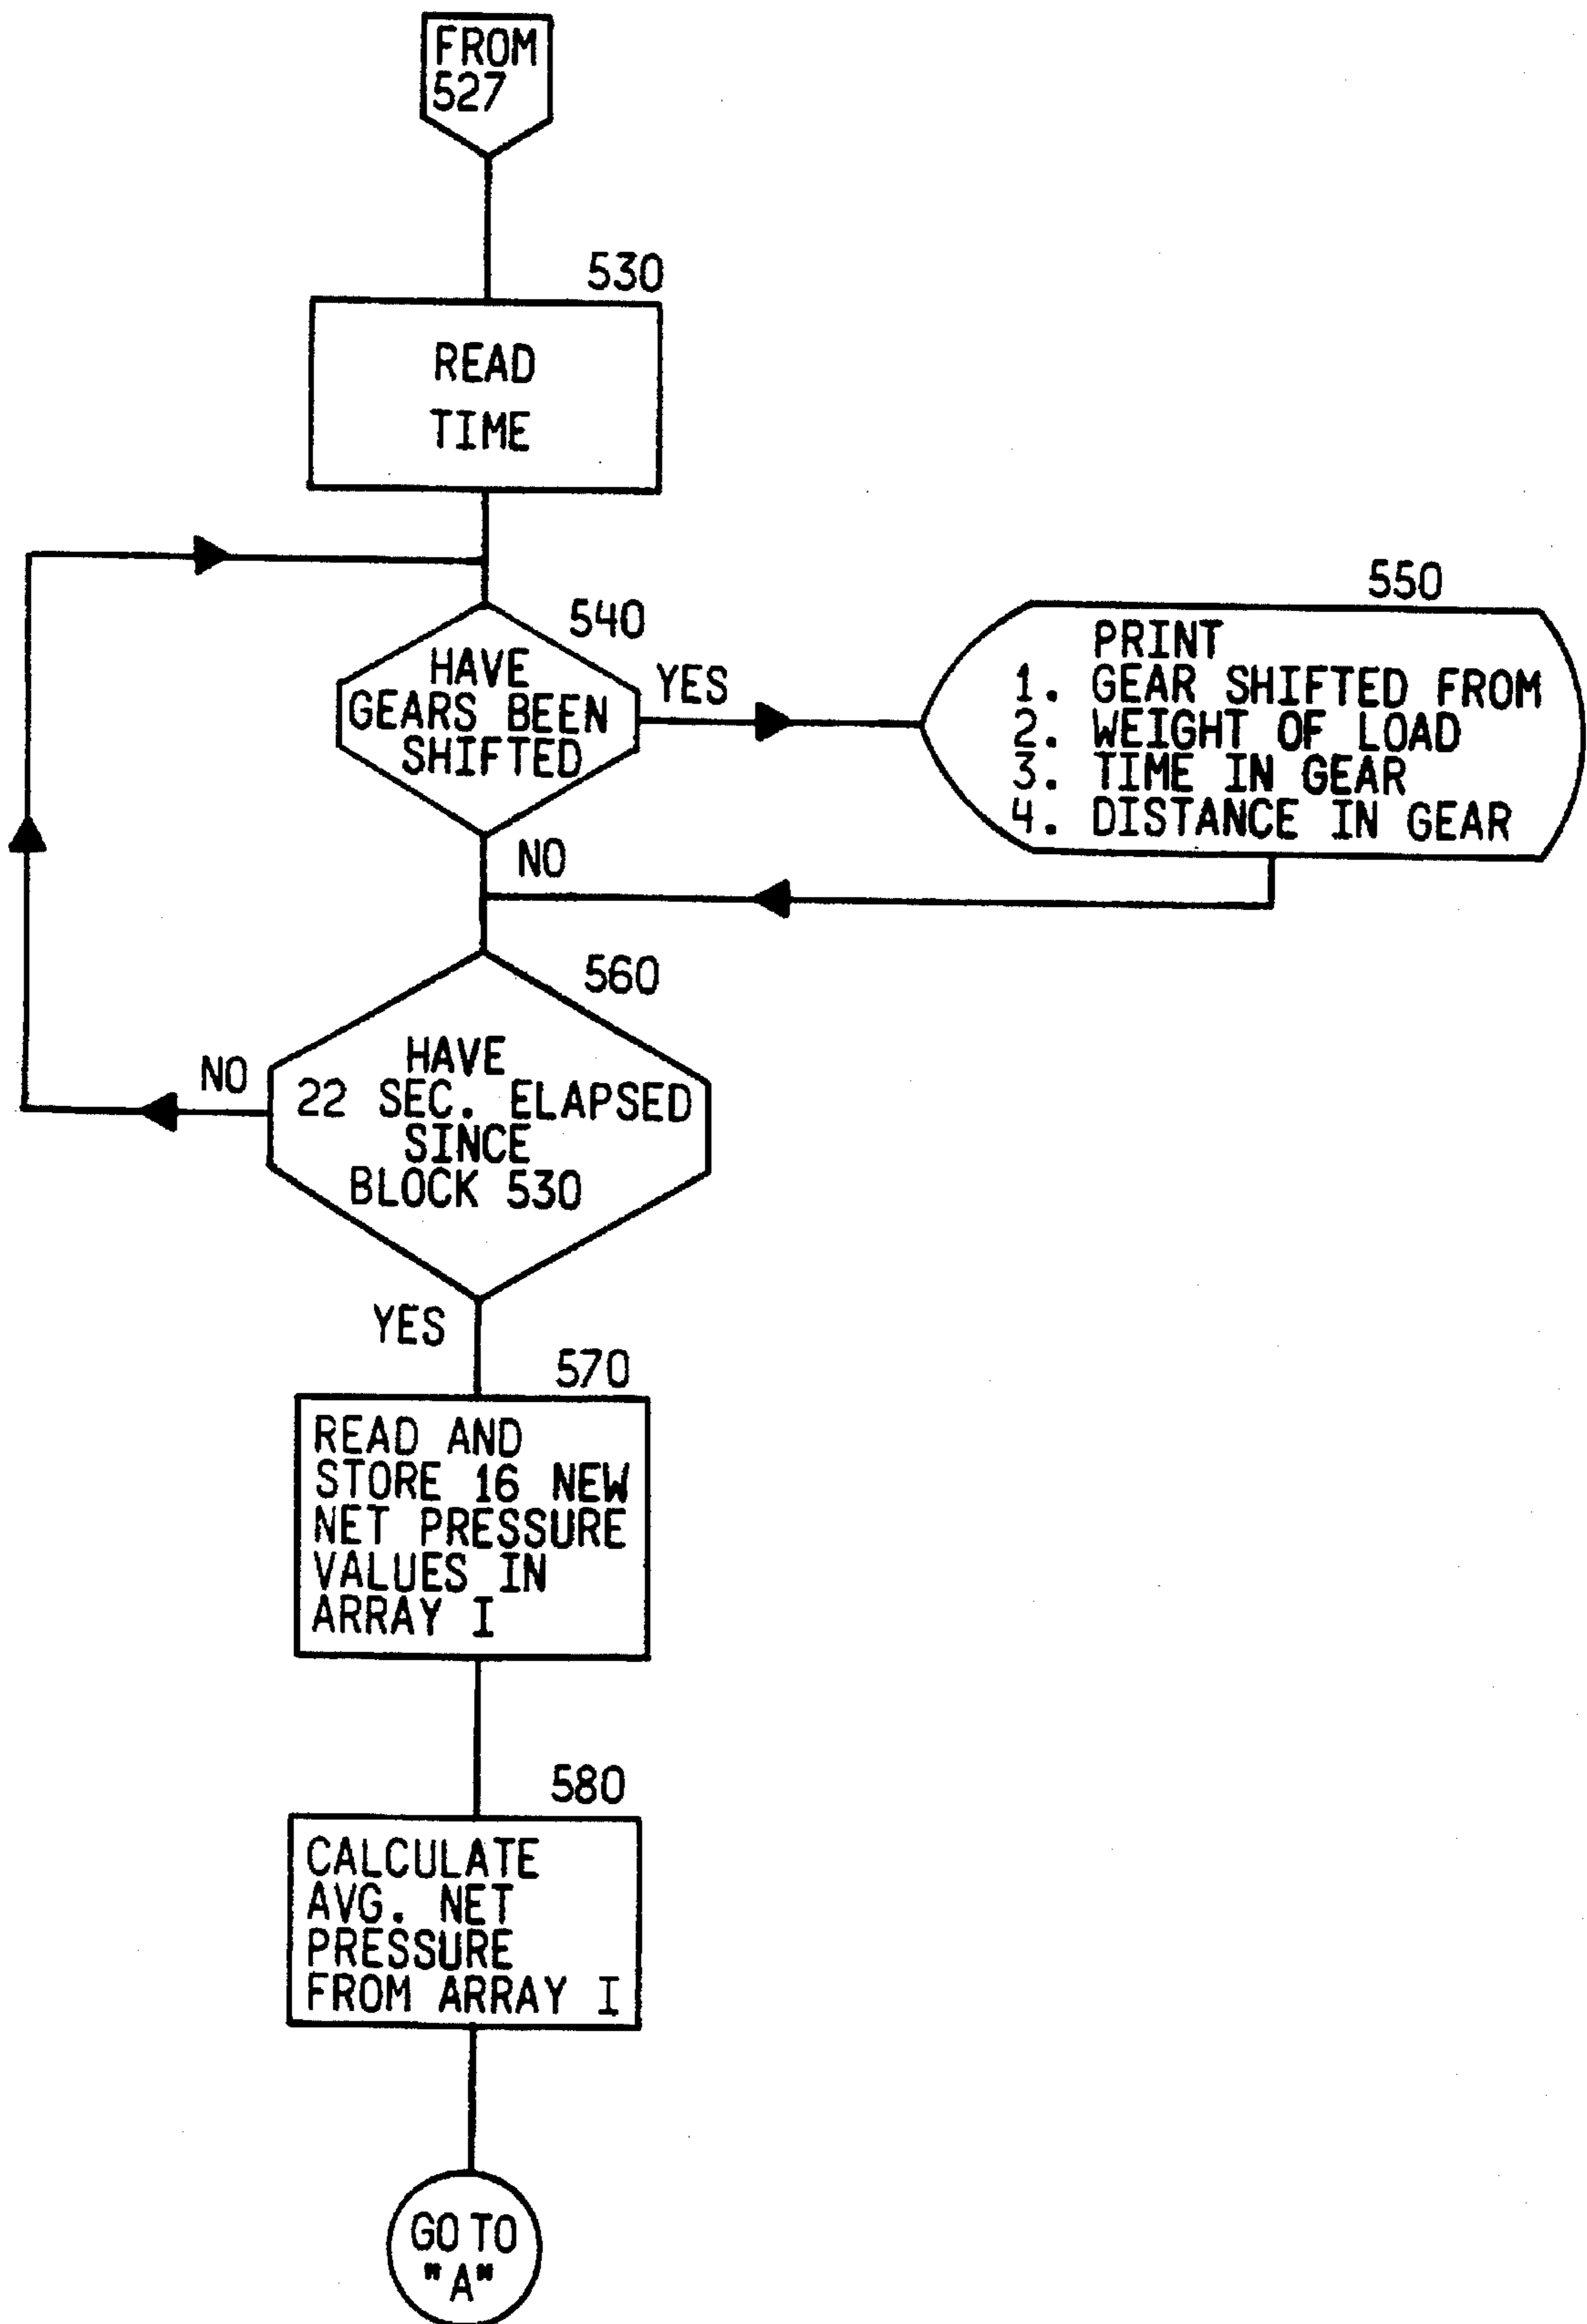 FROM
527
530
READ
TIME
540
HAVE
GEARS BEEN
SHIFTED
YES
NO
550
PRINT
1. GEAR SHIFTED FROM
2. WEIGHT OF LOAD
3. TIME IN GEAR
4. DISTANCE IN GEAR
560
HAVE
22 SEC. ELAPSED
SINCE
BLOCK 530
NO
YES
570
READ AND
STORE 16 NEW
NET PRESSURE
VALUES IN
ARRAY I
580
CALCULATE
AVG. NET
PRESSURE
FROM ARRAY I
GO TO
"A"